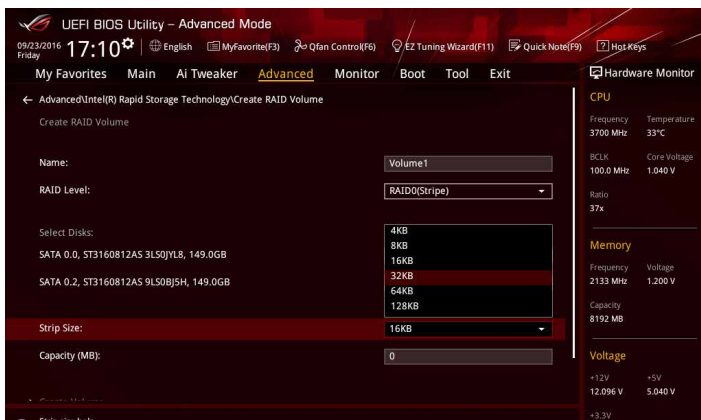 UEFI BIOS Utility – Advanced Mode
09/23/2016 Friday 17:10 English MyFavorite(F3) Qfan Control(F6) EZ Tuning Wizard(F11) Quick Note(F9) Hot Keys
My Favorites Main Ai Tweaker Advanced Monitor Boot Tool Exit
Hardware Monitor
← Advanced\Intel(R) Rapid Storage Technology\Create RAID Volume
Create RAID Volume
Name: Volume1
RAID Level: RAID0(Stripe)
Select Disks:
SATA 0.0, ST3160812AS 3LS0JYL8, 149.0GB
SATA 0.2, ST3160812AS 9LS0BJ5H, 149.0GB
4KB
8KB
16KB
32KB
64KB
128KB
Strip Size: 16KB
Capacity (MB): 0
Create Volume
Strip size help
CPU
Frequency Temperature
3700 MHz 33°C
BCLK Core Voltage
100.0 MHz 1.040 V
Ratio
37x
Memory
Frequency Voltage
2133 MHz 1.200 V
Capacity
8192 MB
Voltage
+12V +5V
12.096 V 5.040 V
+3.3V